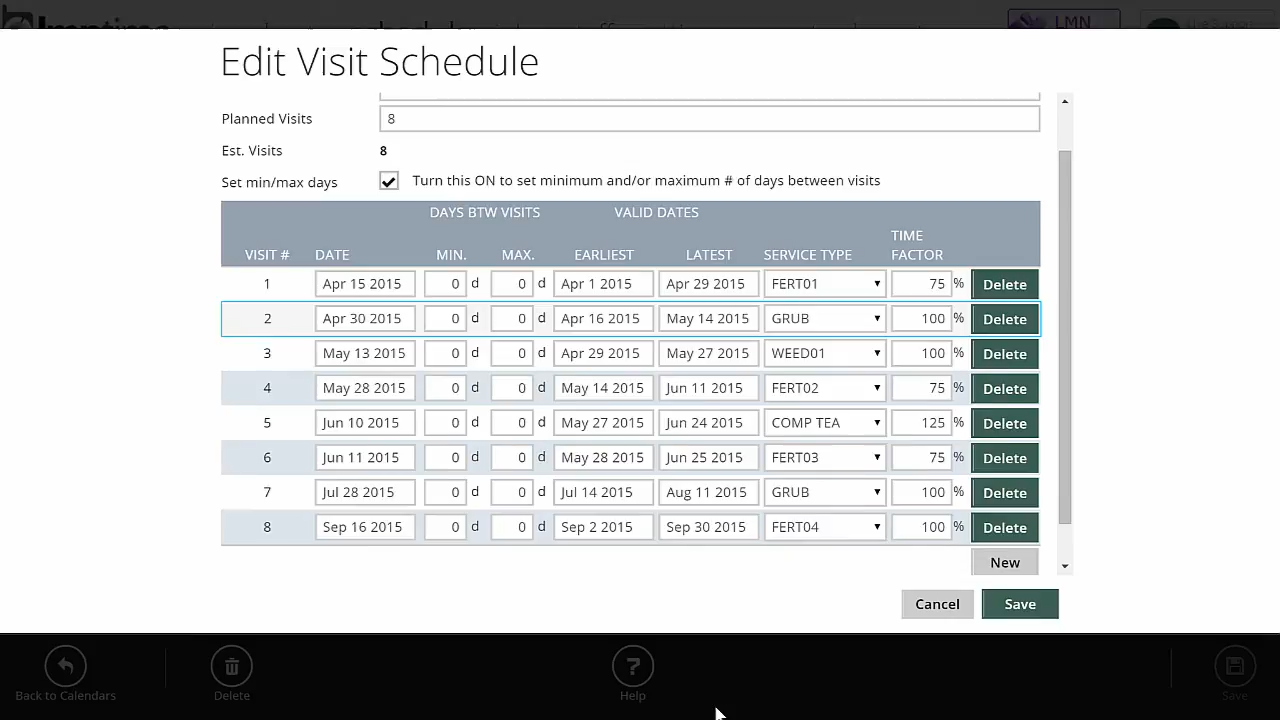 LMN
Edit Visit Schedule
Planned Visits 8
Est. Visits 8
Set min/max days Turn this ON to set minimum and/or maximum # of days between visits
DAYS BTW VISITS VALID DATES
VISIT # DATE MIN. MAX. EARLIEST LATEST SERVICE TYPE TIME FACTOR
1 Apr 15 2015 0 d 0 d Apr 1 2015 Apr 29 2015 FERT01 75 % Delete
2 Apr 30 2015 0 d 0 d Apr 16 2015 May 14 2015 GRUB 100 % Delete
3 May 13 2015 0 d 0 d Apr 29 2015 May 27 2015 WEED01 100 % Delete
4 May 28 2015 0 d 0 d May 14 2015 Jun 11 2015 FERT02 75 % Delete
5 Jun 10 2015 0 d 0 d May 27 2015 Jun 24 2015 COMP TEA 125 % Delete
6 Jun 11 2015 0 d 0 d May 28 2015 Jun 25 2015 FERT03 75 % Delete
7 Jul 28 2015 0 d 0 d Jul 14 2015 Aug 11 2015 GRUB 100 % Delete
8 Sep 16 2015 0 d 0 d Sep 2 2015 Sep 30 2015 FERT04 100 % Delete
New
Cancel Save
Back to Calendars Delete ? Help Save